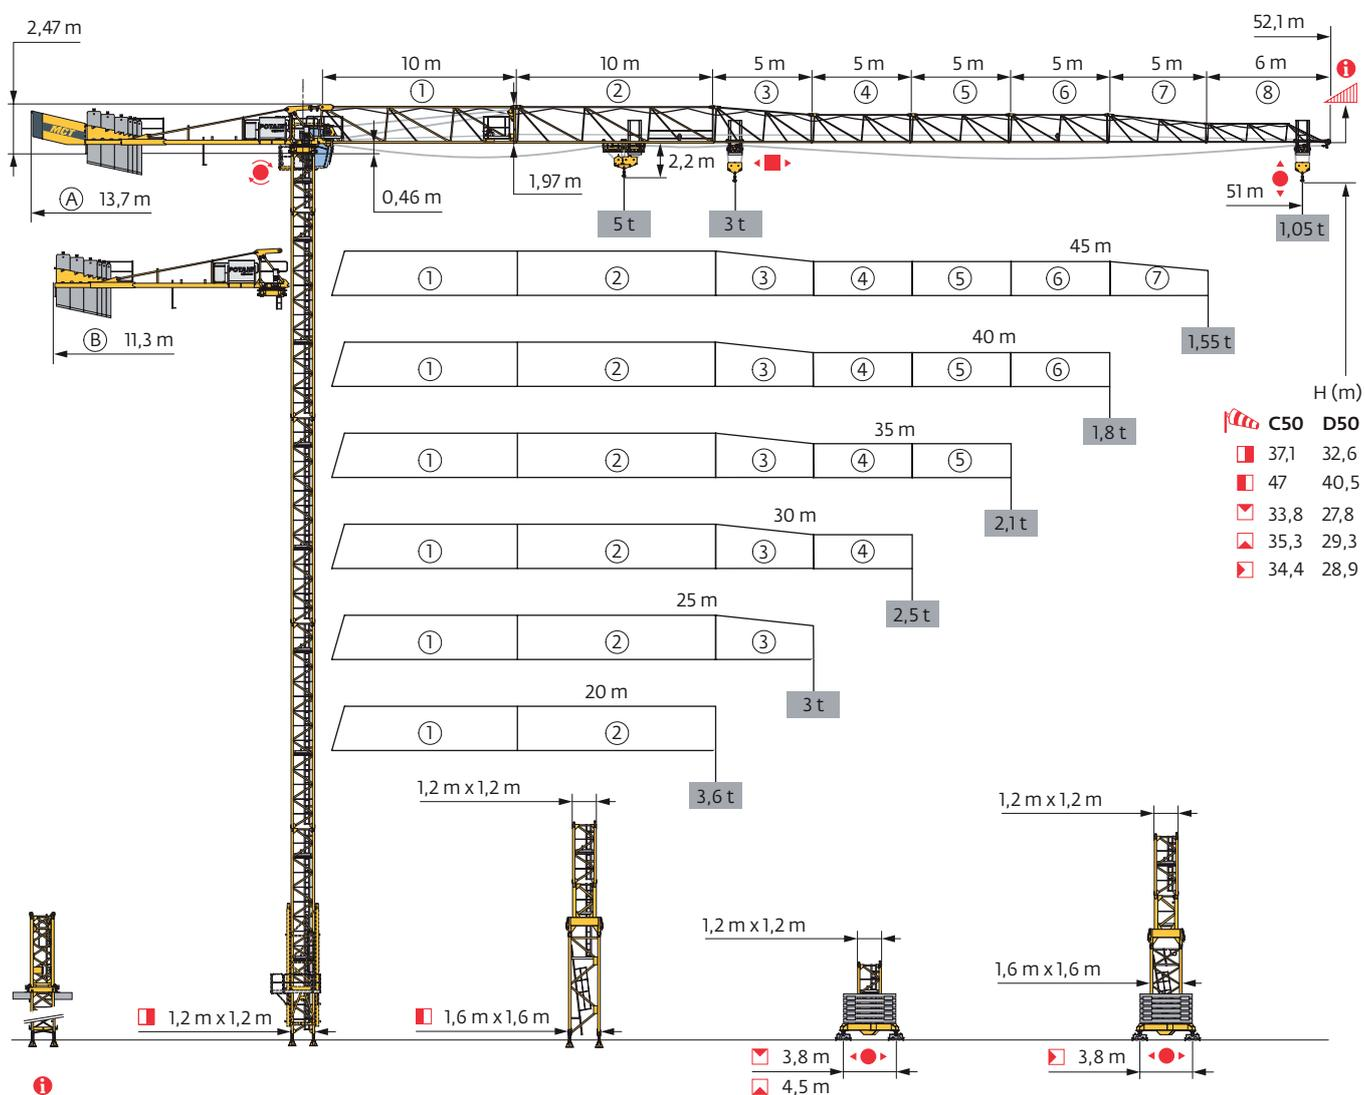 2,47 m
52,1 m
10 m 10 m 5 m 5 m 5 m 5 m 5 m 6 m
① ② ③ ④ ⑤ ⑥ ⑦ ⑧
i
MCT
POTAIN
2,2 m
1,97 m
0,46 m
Ⓐ 13,7 m
51 m
5 t 3 t 1,05 t
45 m
① ② ③ ④ ⑤ ⑥ ⑦
POTAIN
1,55 t
Ⓑ 11,3 m
40 m
① ② ③ ④ ⑤ ⑥
1,8 t
H (m)
C50 D50
37,1 32,6
47 40,5
33,8 27,8
35,3 29,3
34,4 28,9
35 m
① ② ③ ④ ⑤
2,1 t
30 m
① ② ③ ④
2,5 t
25 m
① ② ③
3 t
20 m
① ②
3,6 t
1,2 m x 1,2 m
1,2 m x 1,2 m
1,2 m x 1,2 m
1,6 m x 1,6 m
1,2 m x 1,2 m
1,6 m x 1,6 m
3,8 m
4,5 m
3,8 m
i